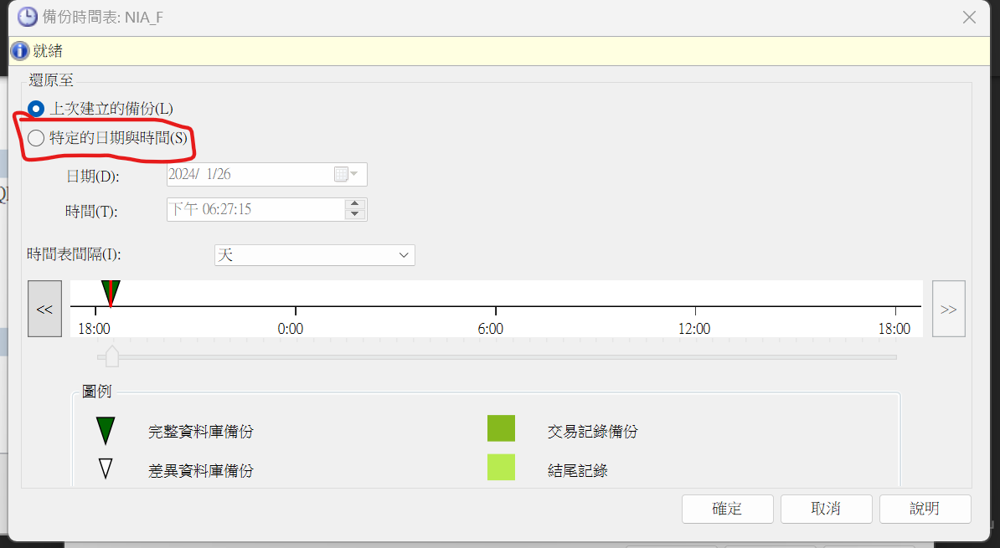 備份時間表: NIA_F
就緒
還原至
上次建立的備份(L)
特定的日期與時間(S)
日期(D):
2024/ 1/26
時間(T):
下午 06:27:15
時間表間隔(I):
天
<<
>>
18:00 0:00 6:00 12:00 18:00
圖例
完整資料庫備份
交易記錄備份
差異資料庫備份
結尾記錄
確定
取消
說明